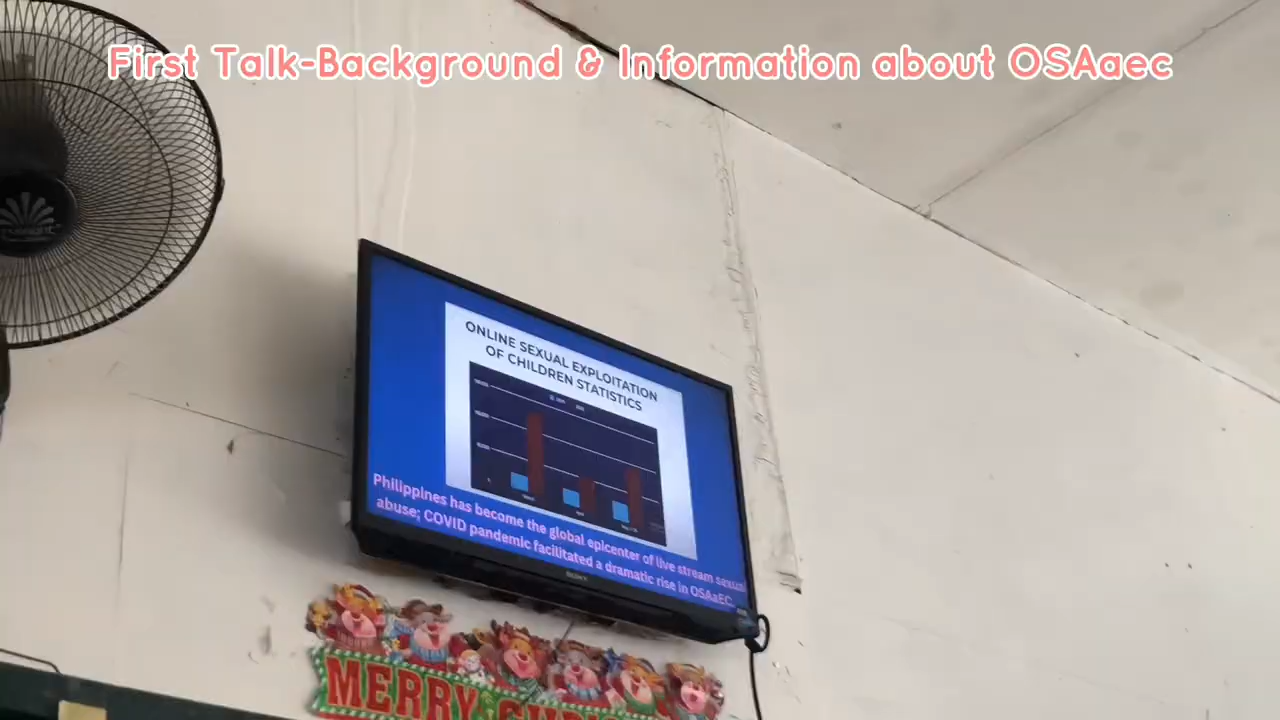 First Talk-Background & Information about OSAaec
ONLINE SEXUAL EXPLOITATION
OF CHILDREN STATISTICS
Philippines has become the global epicenter of live stream sexual
abuse; COVID pandemic facilitated a dramatic rise in OSAaEC.
SONY
MERRY